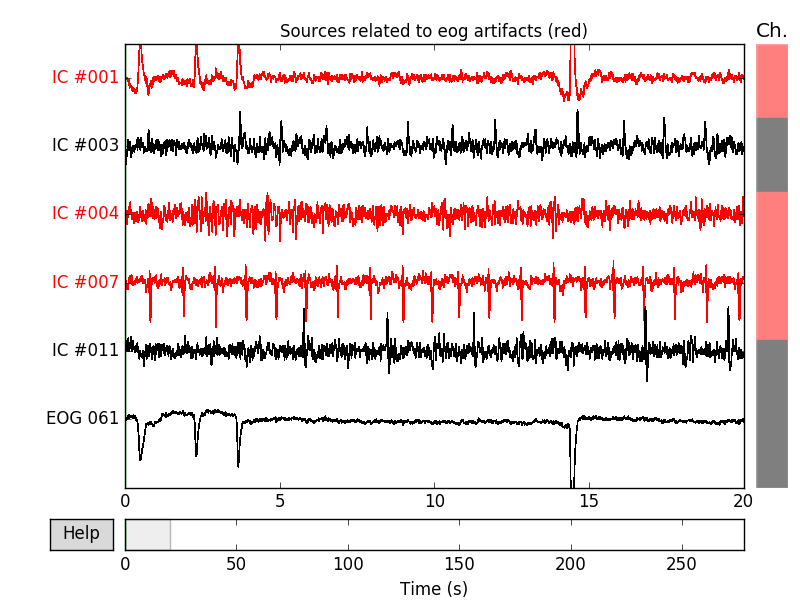 Sources related to eog artifacts (red)
Ch.
IC #001
IC #003
IC #004
IC #007
IC #011
EOG 061
0 5 10 15 20
Help
0 50 100 150 200 250
Time (s)